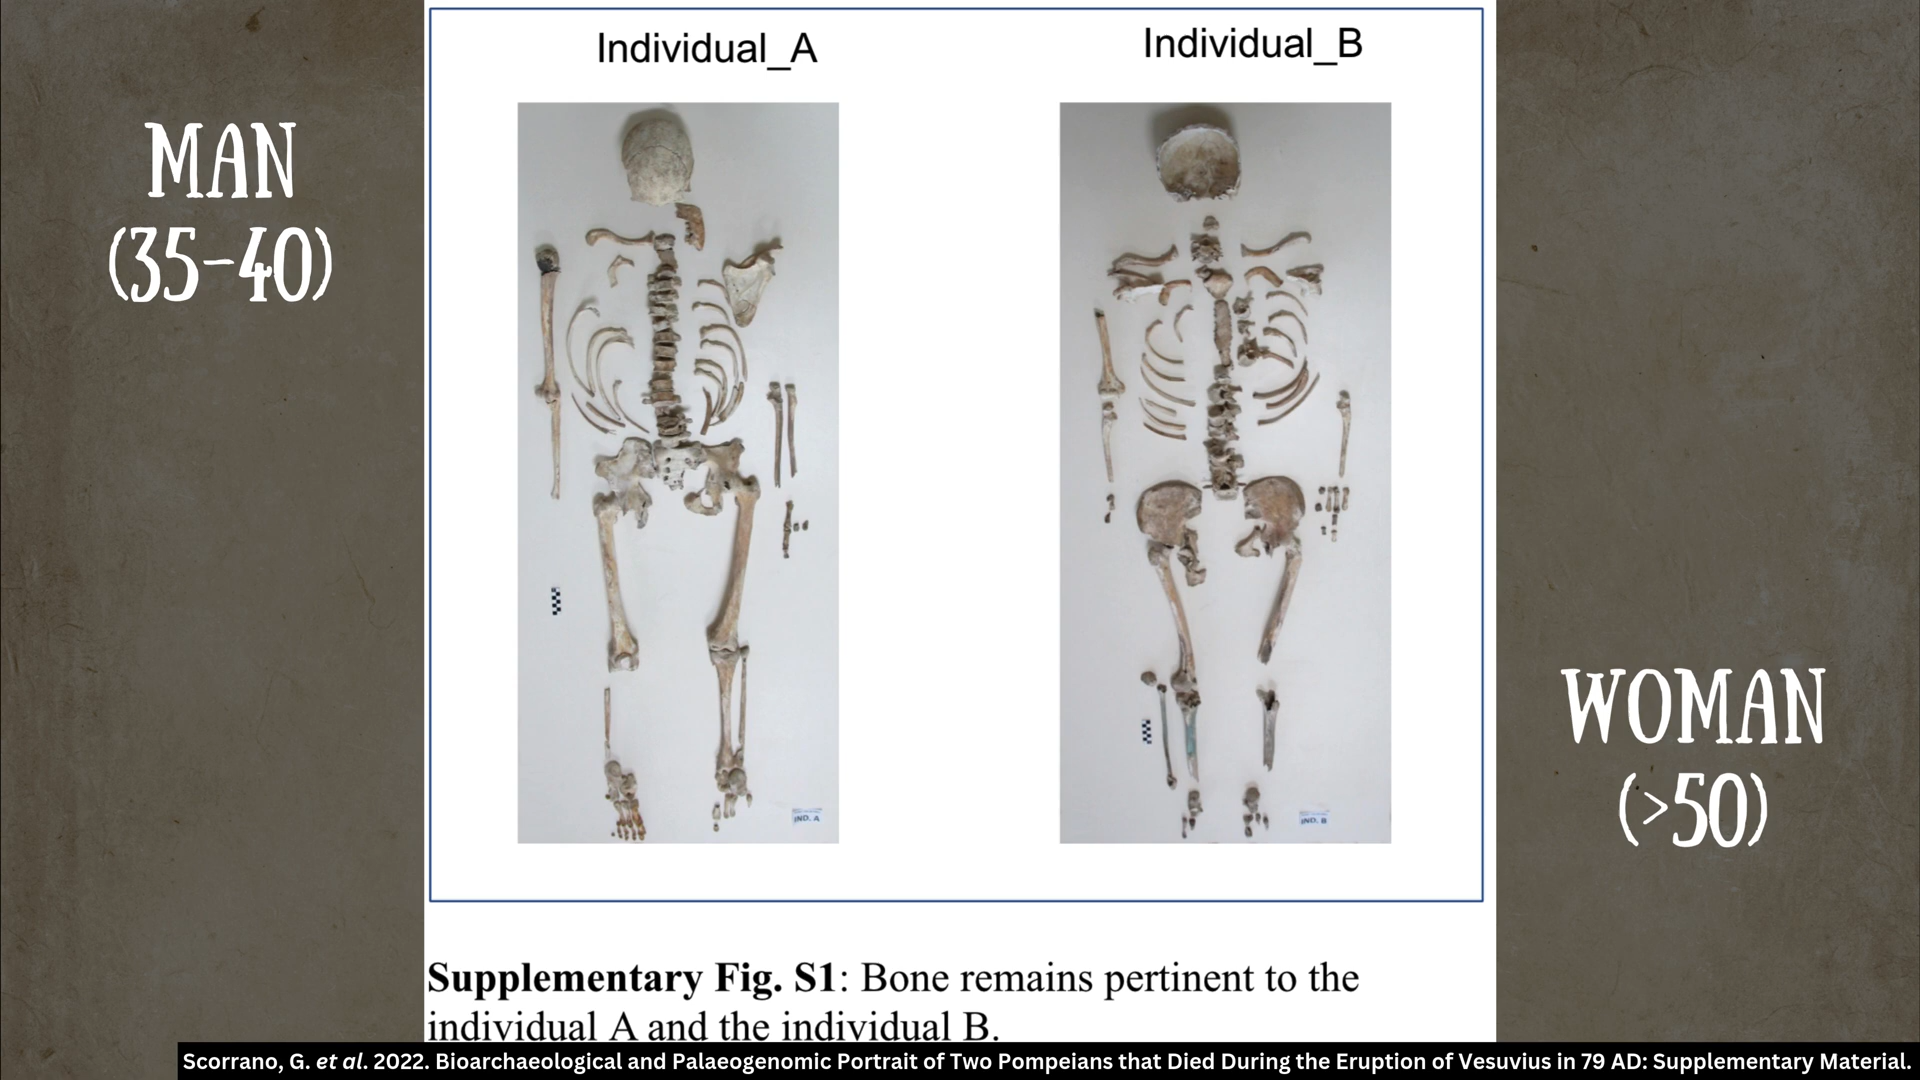 Individual_A
Individual_B
MAN
(35-40)
WOMAN
(>50)
IND. A
IND. B
Supplementary Fig. S1: Bone remains pertinent to the
individual A and the individual B.
Scorrano, G. et al. 2022. Bioarchaeological and Palaeogenomic Portrait of Two Pompeians that Died During the Eruption of Vesuvius in 79 AD: Supplementary Material.